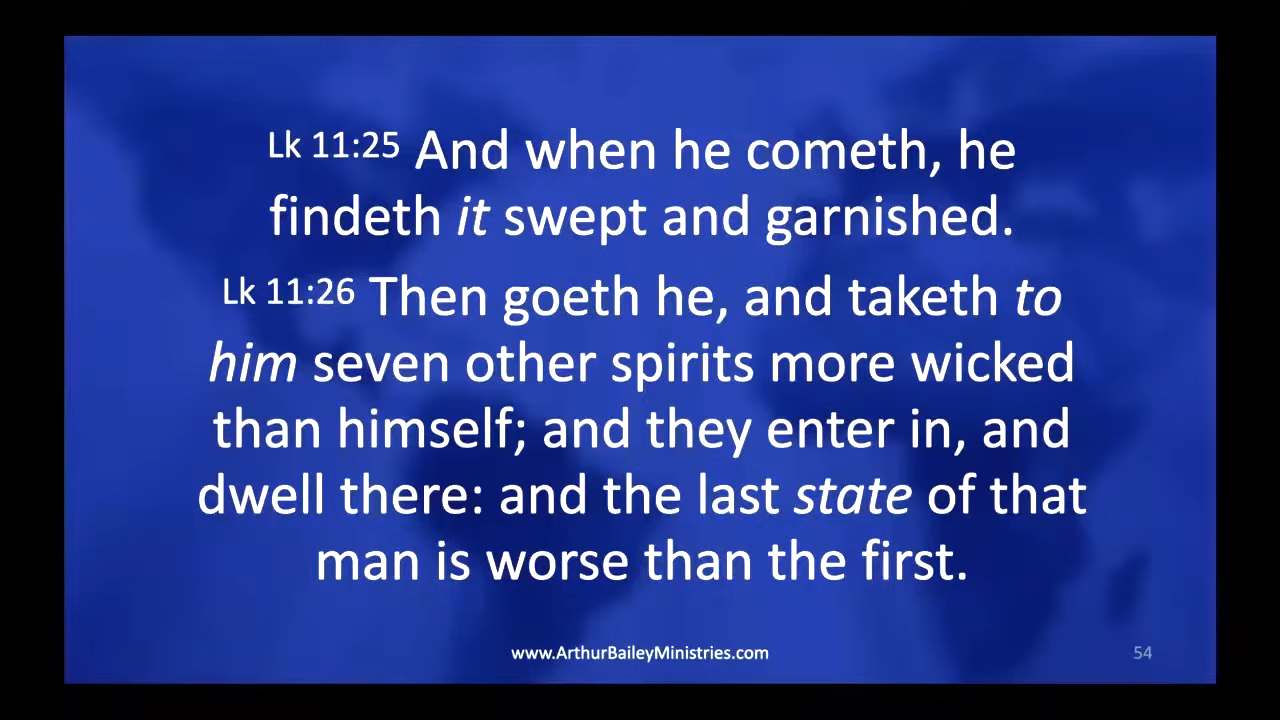 Lk 11:25 And when he cometh, he
findeth it swept and garnished.
Lk 11:26 Then goeth he, and taketh to
him seven other spirits more wicked
than himself; and they enter in, and
dwell there: and the last state of that
man is worse than the first.
www.ArthurBaileyMinistries.com
54